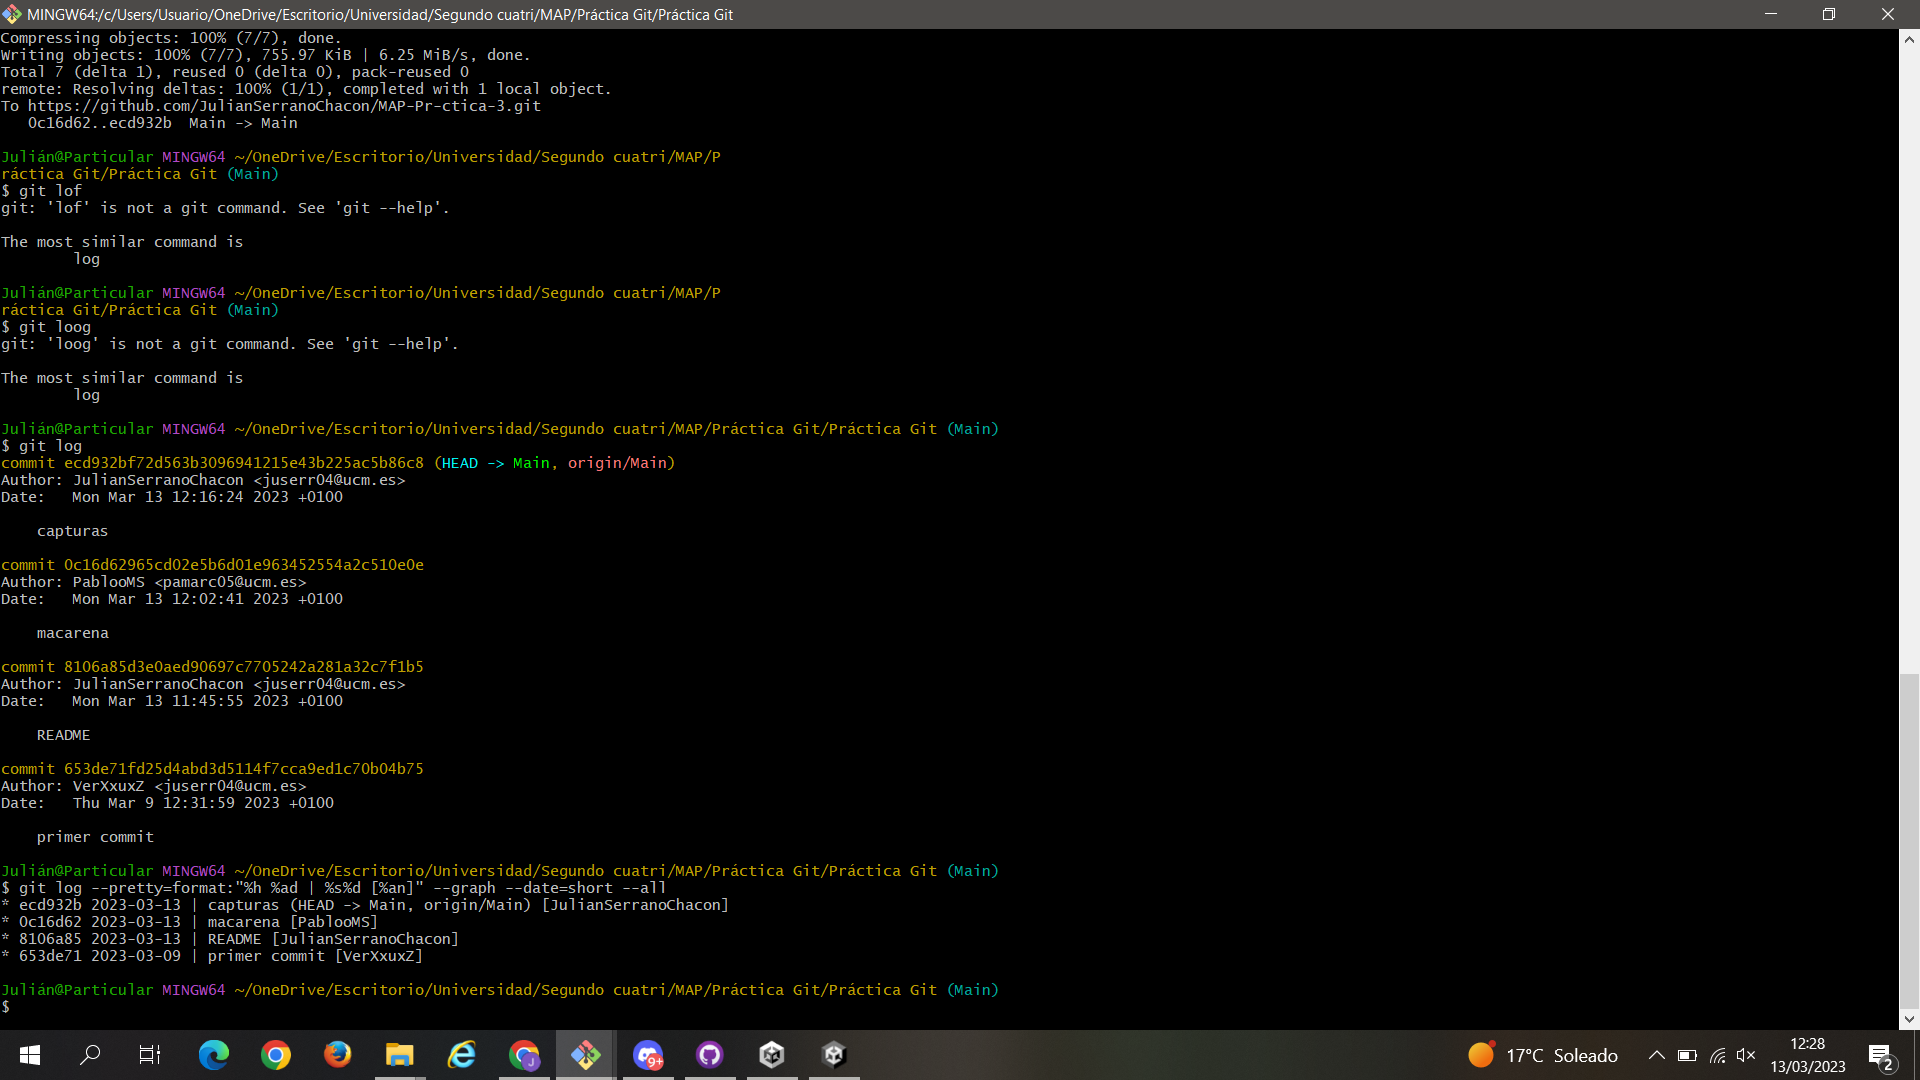 MINGW64:/c/Users/Usuario/OneDrive/Escritorio/Universidad/Segundo cuatri/MAP/Práctica Git/Práctica Git
Compressing objects: 100% (7/7), done.
Writing objects: 100% (7/7), 755.97 KiB | 6.25 MiB/s, done.
Total 7 (delta 1), reused 0 (delta 0), pack-reused 0
remote: Resolving deltas: 100% (1/1), completed with 1 local object.
To https://github.com/JulianSerranoChacon/MAP-Pr-ctica-3.git
   0c16d62..ecd932b  Main -> Main
Julián@Particular MINGW64 ~/OneDrive/Escritorio/Universidad/Segundo cuatri/MAP/P
ráctica Git/Práctica Git (Main)
$ git lof
git: 'lof' is not a git command. See 'git --help'.
The most similar command is
        log
Julián@Particular MINGW64 ~/OneDrive/Escritorio/Universidad/Segundo cuatri/MAP/P
ráctica Git/Práctica Git (Main)
$ git loog
git: 'loog' is not a git command. See 'git --help'.
The most similar command is
        log
Julián@Particular MINGW64 ~/OneDrive/Escritorio/Universidad/Segundo cuatri/MAP/Práctica Git/Práctica Git (Main)
$ git log
commit ecd932bf72d563b3096941215e43b225ac5b86c8 (HEAD -> Main, origin/Main)
Author: JulianSerranoChacon <juserr04@ucm.es>
Date:   Mon Mar 13 12:16:24 2023 +0100
    capturas
commit 0c16d62965cd02e5b6d01e963452554a2c510e0e
Author: PablooMS <pamarc05@ucm.es>
Date:   Mon Mar 13 12:02:41 2023 +0100
    macarena
commit 8106a85d3e0aed90697c7705242a281a32c7f1b5
Author: JulianSerranoChacon <juserr04@ucm.es>
Date:   Mon Mar 13 11:45:55 2023 +0100
    README
commit 653de71fd25d4abd3d5114f7cca9ed1c70b04b75
Author: VerXxuxZ <juserr04@ucm.es>
Date:   Thu Mar 9 12:31:59 2023 +0100
    primer commit
Julián@Particular MINGW64 ~/OneDrive/Escritorio/Universidad/Segundo cuatri/MAP/Práctica Git/Práctica Git (Main)
$ git log --pretty=format:"%h %ad | %s%d [%an]" --graph --date=short --all
* ecd932b 2023-03-13 | capturas (HEAD -> Main, origin/Main) [JulianSerranoChacon]
* 0c16d62 2023-03-13 | macarena [PablooMS]
* 8106a85 2023-03-13 | README [JulianSerranoChacon]
* 653de71 2023-03-09 | primer commit [VerXxuxZ]
Julián@Particular MINGW64 ~/OneDrive/Escritorio/Universidad/Segundo cuatri/MAP/Práctica Git/Práctica Git (Main)
$
J
9+
17°C Soleado
12:28
13/03/2023
2